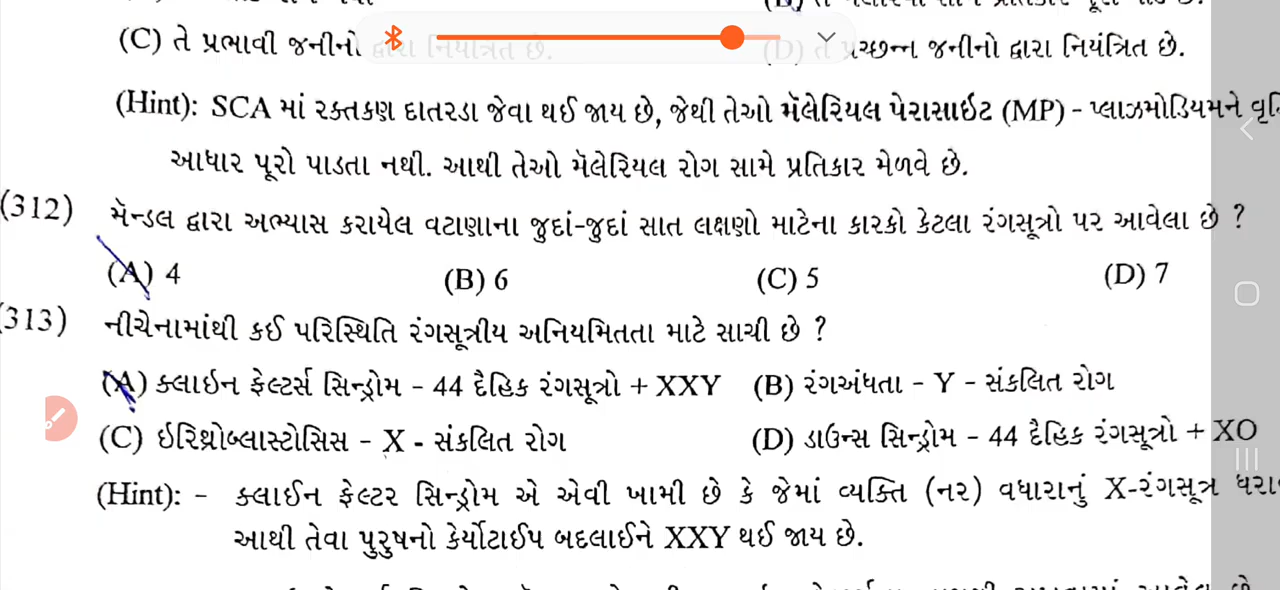 (C) તે પ્રભાવી જનીનો દ્વારા નિયંત્રિત છે. (D) તે પ્રચ્છન્ન જનીનો દ્વારા નિયંત્રિત છે.
(Hint): SCA માં રક્તકણ દાતરડા જેવા થઈ જાય છે, જેથી તેઓ મૅલેરિયલ પેરાસાઇટ (MP) - પ્લાઝમોડિયમને
આધાર પૂરો પાડતા નથી. આથી તેઓ મૅલેરિયલ રોગ સામે પ્રતિકાર મેળવે છે.
(312) મૅન્ડલ દ્વારા અભ્યાસ કરાયેલ વટાણાના જુદાં-જુદાં સાત લક્ષણો માટેના કારકો કેટલા રંગસૂત્રો પર આવેલા છે ?
(A) 4 (B) 6 (C) 5 (D) 7
(313) નીચેનામાંથી કઈ પરિસ્થિતિ રંગસૂત્રીય અનિયમિતતા માટે સાચી છે ?
(A) ક્લાઇન ફેલ્ટર્સ સિન્ડ્રોમ - 44 દૈહિક રંગસૂત્રો + XXY (B) રંગઅંધતા - Y - સંકલિત રોગ
(C) ઇરિથ્રોબ્લાસ્ટોસિસ - X - સંકલિત રોગ (D) ડાઉન્સ સિન્ડ્રોમ - 44 દૈહિક રંગસૂત્રો + XO
(Hint): - ક્લાઈન ફેલ્ટર સિન્ડ્રોમ એ એવી ખામી છે કે જેમાં વ્યક્તિ (નર) વધારાનું X-રંગસૂત્ર
આથી તેવા પુરુષનો કેર્યોટાઈપ બદલાઈને XXY થઈ જાય છે.